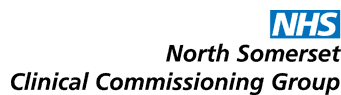 NHS
North Somerset
Clinical Commissioning Group